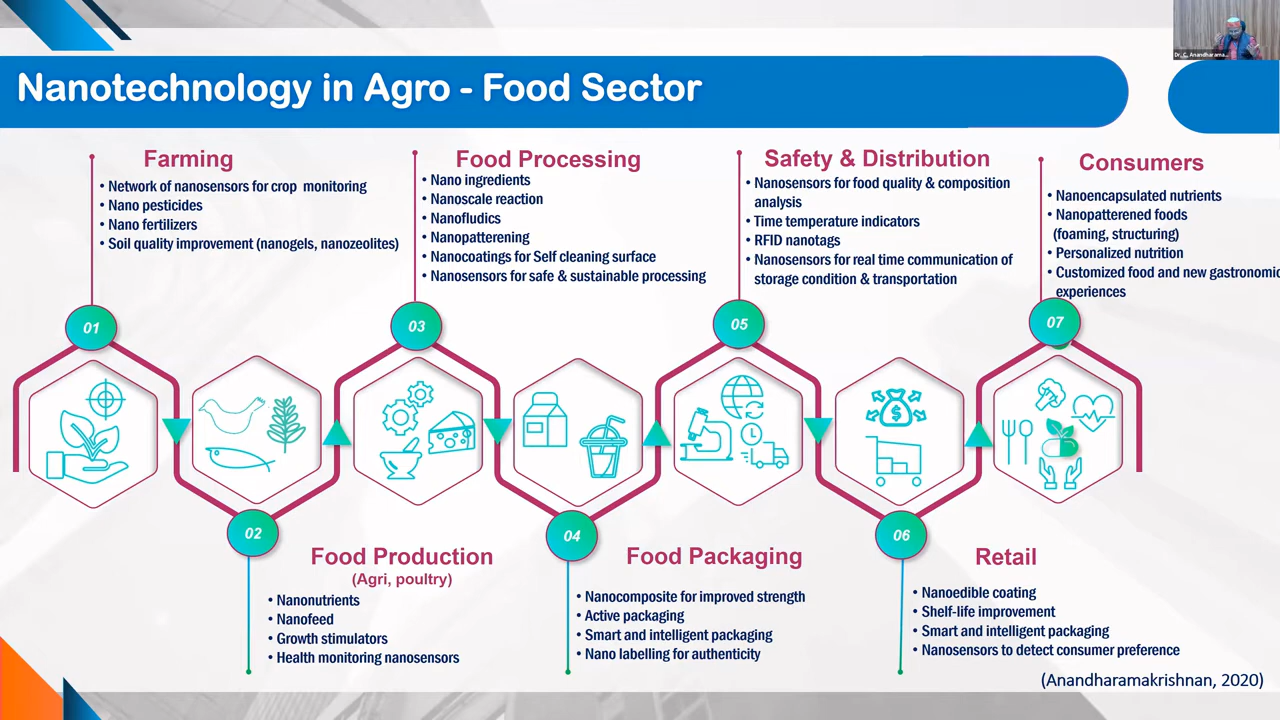 Dr. C. Anandharama...
Nanotechnology in Agro - Food Sector
Farming
• Network of nanosensors for crop monitoring
• Nano pesticides
• Nano fertilizers
• Soil quality improvement (nanogels, nanozeolites)
Food Processing
• Nano ingredients
• Nanoscale reaction
• Nanofludics
• Nanopatterening
• Nanocoatings for Self cleaning surface
• Nanosensors for safe & sustainable processing
Safety & Distribution
• Nanosensors for food quality & composition
analysis
• Time temperature indicators
• RFID nanotags
• Nanosensors for real time communication of
storage condition & transportation
Consumers
• Nanoencapsulated nutrients
• Nanopatterened foods
(foaming, structuring)
• Personalized nutrition
• Customized food and new gastronomic
experiences
01
03
05
07
$
02
04
06
Food Production
(Agri, poultry)
• Nanonutrients
• Nanofeed
• Growth stimulators
• Health monitoring nanosensors
Food Packaging
• Nanocomposite for improved strength
• Active packaging
• Smart and intelligent packaging
• Nano labelling for authenticity
Retail
• Nanoedible coating
• Shelf-life improvement
• Smart and intelligent packaging
• Nanosensors to detect consumer preference
(Anandharamakrishnan, 2020)